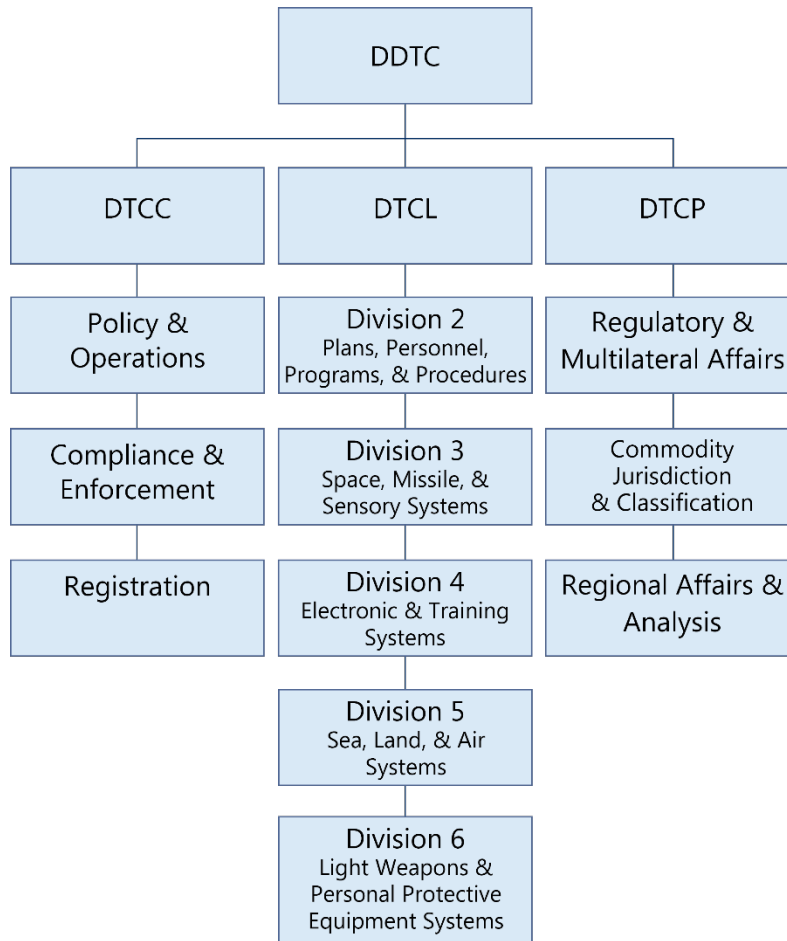 DDTC
DTCC
Policy &
Operations
Compliance &
Enforcement
Registration
DTCL
Division 2
Plans, Personnel,
Programs, & Procedures
Division 3
Space, Missile, &
Sensory Systems
Division 4
Electronic & Training
Systems
Division 5
Sea, Land, & Air
Systems
Division 6
Light Weapons &
Personal Protective
Equipment Systems
DTCP
Regulatory &
Multilateral Affairs
Commodity
Jurisdiction
& Classification
Regional Affairs &
Analysis